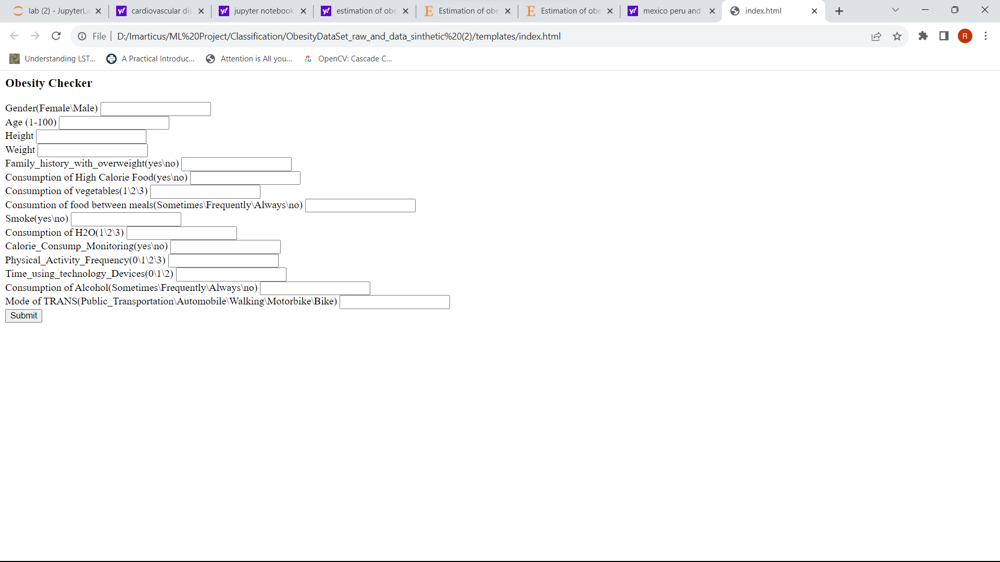 lab (2) - JupyterLa
cardiovascular dis
jupyter notebook
estimation of obe
Estimation of obe
Estimation of obe
mexico peru and
index.html
File
D:/Imarticus/ML%20Project/Classification/ObesityDataSet_raw_and_data_sinthetic%20(2)/templates/index.html
R
Understanding LST...
A Practical Introduc...
Attention is All you...
OpenCV: Cascade C...
Obesity Checker
Gender(Female\Male)
Age (1-100)
Height
Weight
Family_history_with_overweight(yes\no)
Consumption of High Calorie Food(yes\no)
Consumption of vegetables(1\2\3)
Consumtion of food between meals(Sometimes\Frequently\Always\no)
Smoke(yes\no)
Consumption of H2O(1\2\3)
Calorie_Consump_Monitoring(yes\no)
Physical_Activity_Frequency(0\1\2\3)
Time_using_technology_Devices(0\1\2)
Consumption of Alcohol(Sometimes\Frequently\Always\no)
Mode of TRANS(Public_Transportation\Automobile\Walking\Motorbike\Bike)
Submit